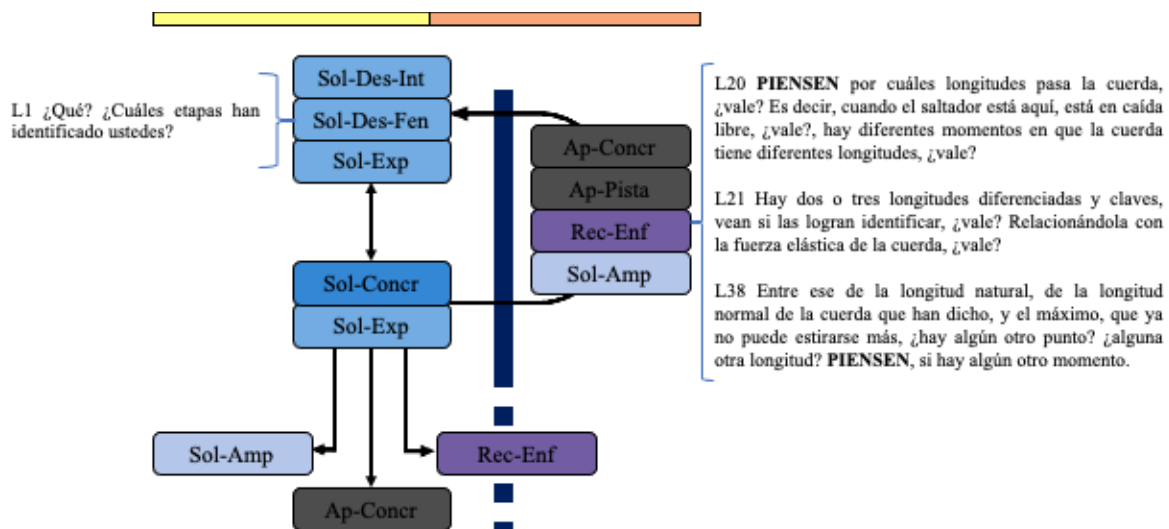 L1 ¿Qué? ¿Cuáles etapas han
identificado ustedes?
Sol-Des-Int
Sol-Des-Fen
Sol-Exp
Sol-Concr
Sol-Exp
Sol-Amp
Ap-Concr
Rec-Enf
Ap-Concr
Ap-Pista
Rec-Enf
Sol-Amp
L20 PIENSEN por cuáles longitudes pasa la cuerda,
¿vale? Es decir, cuando el saltador está aquí, está en caída
libre, ¿vale?, hay diferentes momentos en que la cuerda
tiene diferentes longitudes, ¿vale?
L21 Hay dos o tres longitudes diferenciadas y claves,
vean si las logran identificar, ¿vale? Relacionándola con
la fuerza elástica de la cuerda, ¿vale?
L38 Entre ese de la longitud natural, de la longitud
normal de la cuerda que han dicho, y el máximo, que ya
no puede estirarse más, ¿hay algún otro punto? ¿alguna
otra longitud? PIENSEN, si hay algún otro momento.